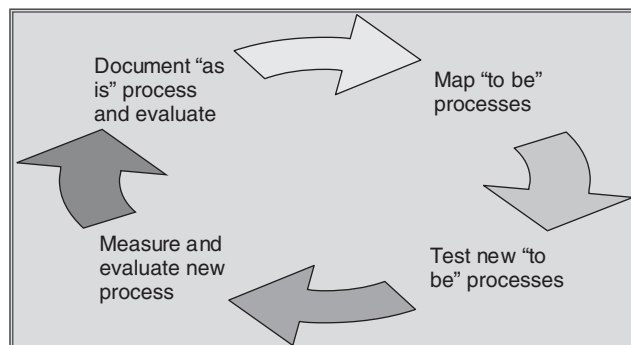 Document “as
is” process
and evaluate
Map “to be”
processes
Test new “to
be” processes
Measure and
evaluate new
process